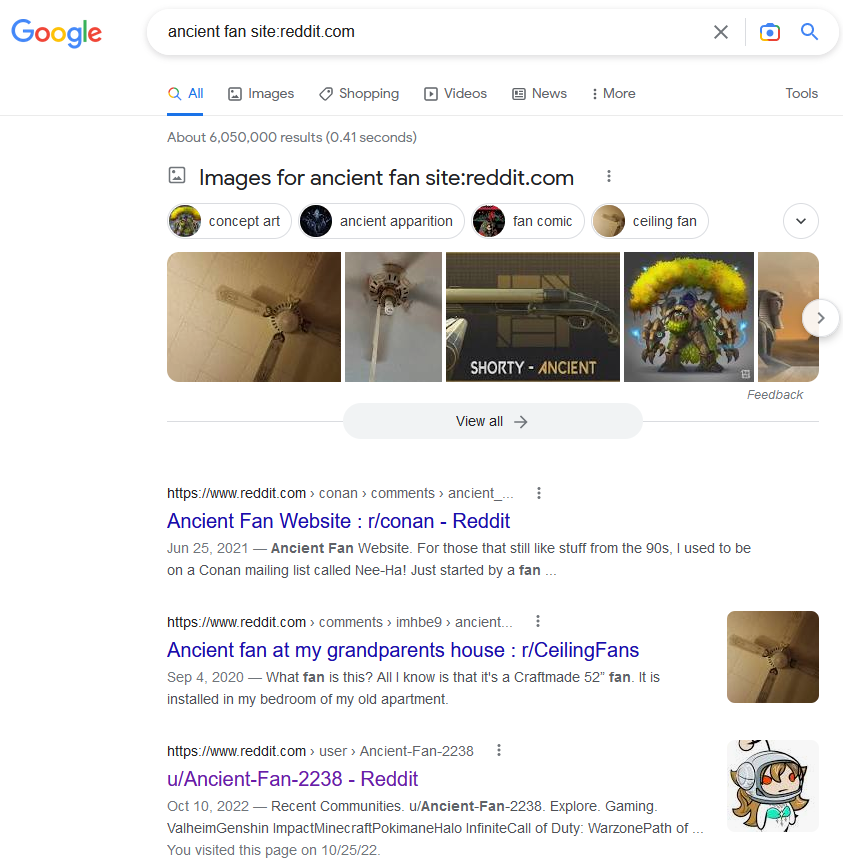 Google
ancient fan site:reddit.com
All
Images
Shopping
Videos
News
More
Tools
About 6,050,000 results (0.41 seconds)
Images for ancient fan site:reddit.com
concept art
ancient apparition
fan comic
ceiling fan
SHORTY - ANCIENT
Feedback
View all
https://www.reddit.com › conan › comments › ancient_...
Ancient Fan Website : r/conan - Reddit
Jun 25, 2021 — Ancient Fan Website. For those that still like stuff from the 90s, I used to be
on a Conan mailing list called Nee-Ha! Just started by a fan ...
https://www.reddit.com › comments › imhbe9 › ancient...
Ancient fan at my grandparents house : r/CeilingFans
Sep 4, 2020 — What fan is this? All I know is that it's a Craftmade 52” fan. It is
installed in my bedroom of my old apartment.
https://www.reddit.com › user › Ancient-Fan-2238
u/Ancient-Fan-2238 - Reddit
Oct 10, 2022 — Recent Communities. u/Ancient-Fan-2238. Explore. Gaming.
ValheimGenshin ImpactMinecraftPokimaneHalo InfiniteCall of Duty: WarzonePath of ...
You visited this page on 10/25/22.